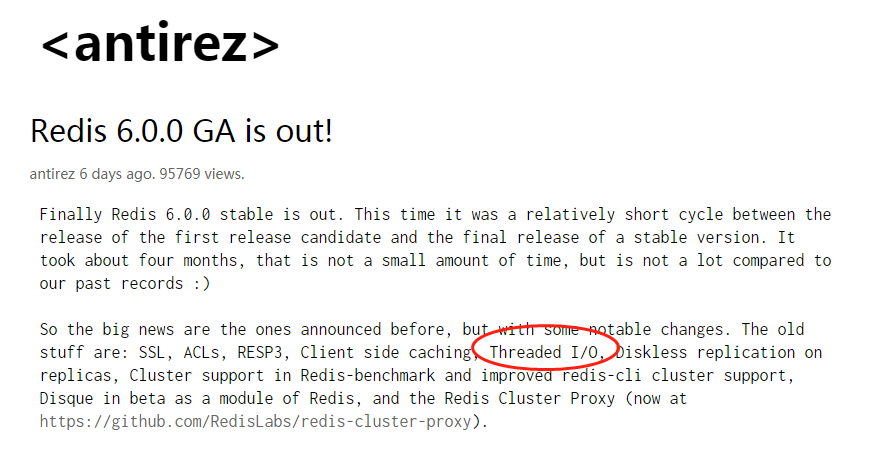 <antirez>
Redis 6.0.0 GA is out!
antirez 6 days ago. 95769 views.
Finally Redis 6.0.0 stable is out. This time it was a relatively short cycle between the
release of the first release candidate and the final release of a stable version. It
took about four months, that is not a small amount of time, but is not a lot compared to
our past records :)
So the big news are the ones announced before, but with some notable changes. The old
stuff are: SSL, ACLs, RESP3, Client side caching, Threaded I/O, Diskless replication on
replicas, Cluster support in Redis-benchmark and improved redis-cli cluster support,
Disque in beta as a module of Redis, and the Redis Cluster Proxy (now at
https://github.com/RedisLabs/redis-cluster-proxy).